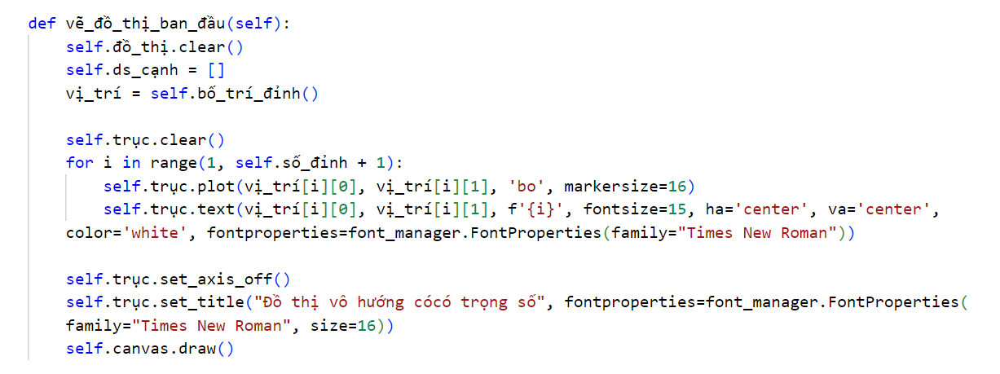 def vẽ_đồ_thị_ban_đầu(self):
    self.đồ_thị.clear()
    self.ds_cạnh = []
    vị_trí = self.bố_trí_đỉnh()

    self.trục.clear()
    for i in range(1, self.số_đỉnh + 1):
        self.trục.plot(vị_trí[i][0], vị_trí[i][1], 'bo', markersize=16)
        self.trục.text(vị_trí[i][0], vị_trí[i][1], f'{i}', fontsize=15, ha='center', va='center',
    color='white', fontproperties=font_manager.FontProperties(family="Times New Roman"))

    self.trục.set_axis_off()
    self.trục.set_title("Đồ thị vô hướng cócó trọng số", fontproperties=font_manager.FontProperties(
    family="Times New Roman", size=16))
    self.canvas.draw()